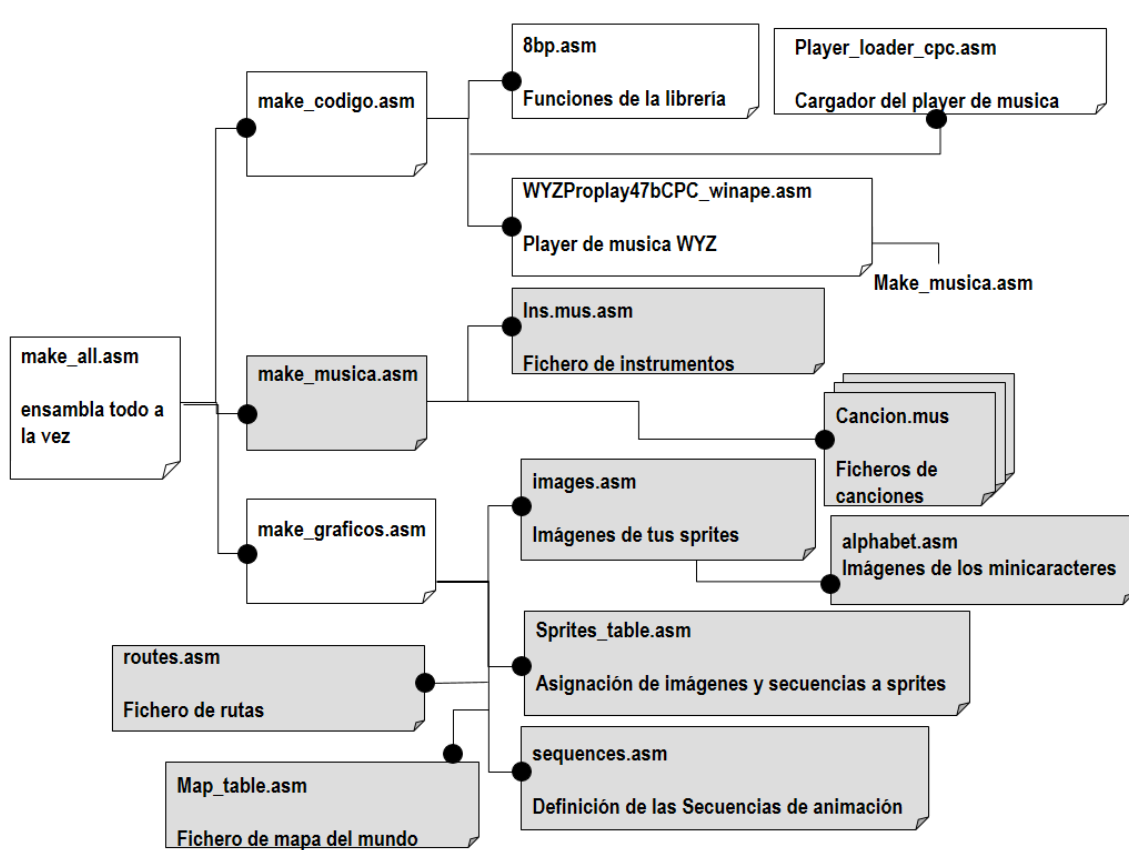 8bp.asm
Funciones de la librería
Player_loader_cpc.asm
Cargador del player de musica
make_codigo.asm
WYZProplay47bCPC_winape.asm
Player de musica WYZ
Make_musica.asm
Ins.mus.asm
Fichero de instrumentos
make_all.asm
ensambla todo a
la vez
make_musica.asm
Cancion.mus
Ficheros de
canciones
images.asm
Imágenes de tus sprites
make_graficos.asm
alphabet.asm
Imágenes de los minicaracteres
Sprites_table.asm
Asignación de imágenes y secuencias a sprites
routes.asm
Fichero de rutas
sequences.asm
Definición de las Secuencias de animación
Map_table.asm
Fichero de mapa del mundo